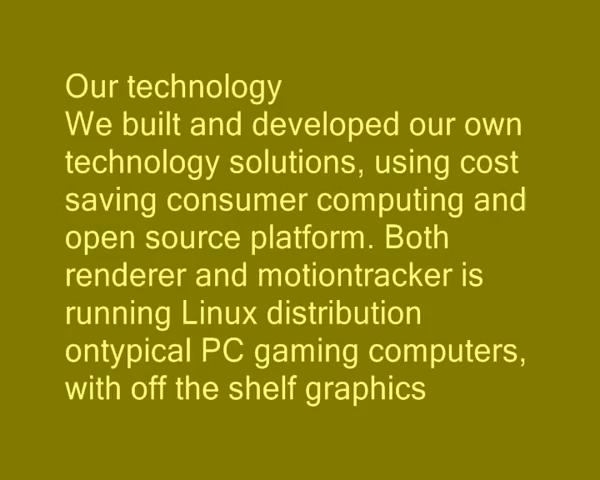 Our technology
We built and developed our own
technology solutions, using cost
saving consumer computing and
open source platform. Both
renderer and motiontracker is
running Linux distribution
ontypical PC gaming computers,
with off the shelf graphics